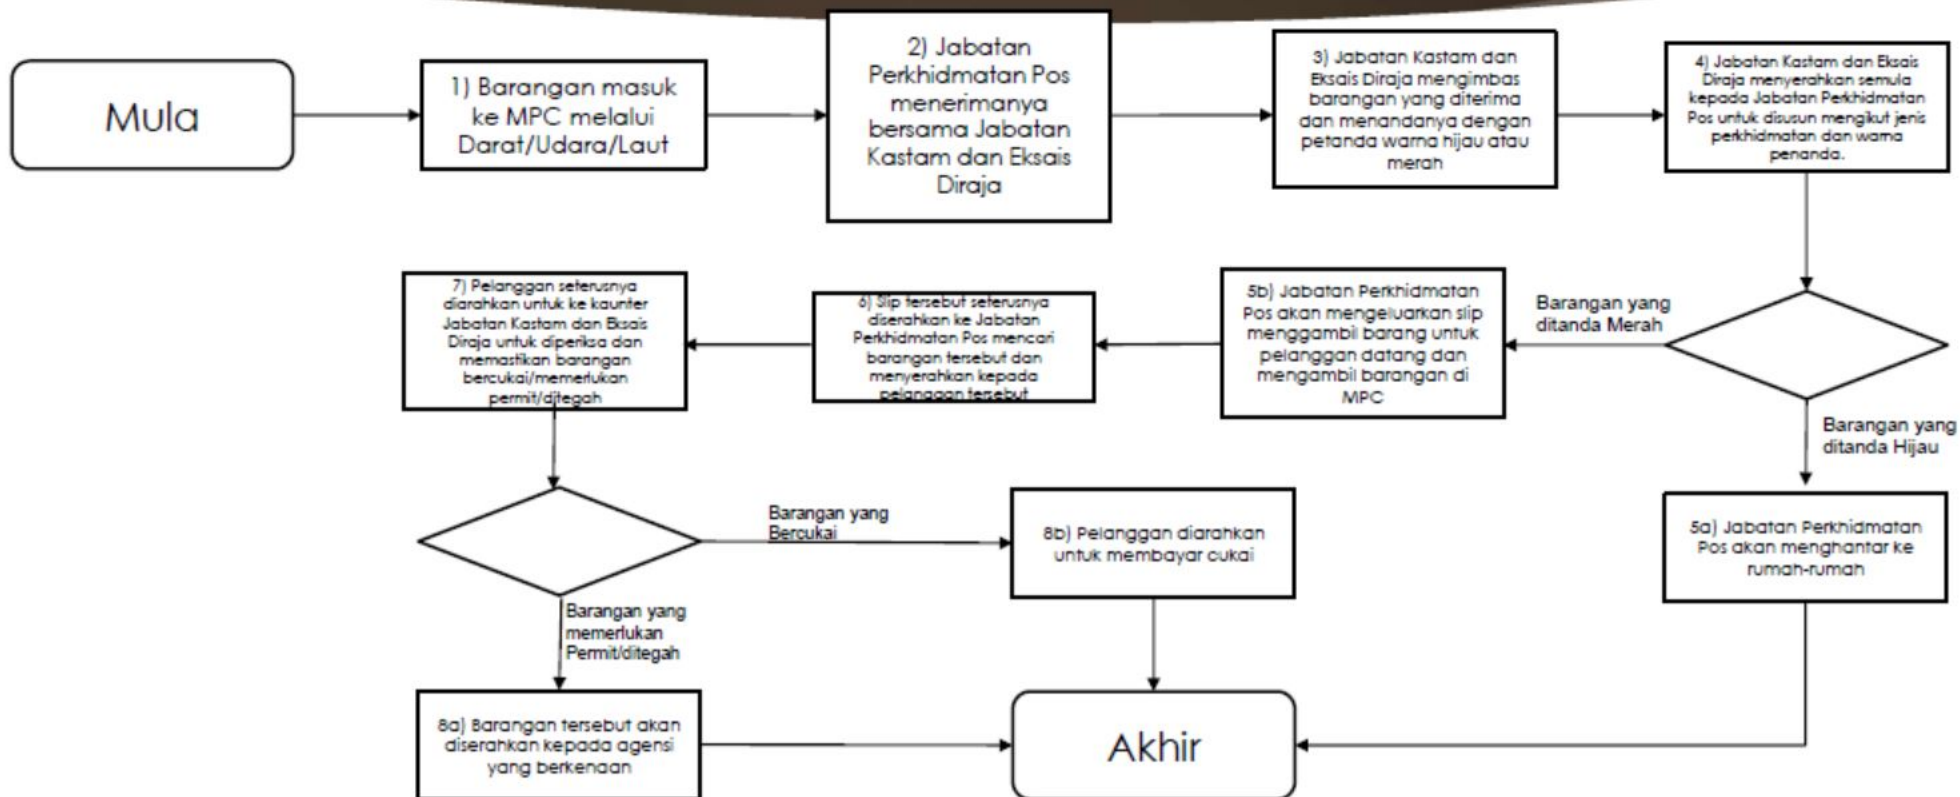 Mula
1) Barangan masuk
ke MPC melalui
Darat/Udara/Laut
2) Jabatan
Perkhidmatan Pos
menerimanya
bersama Jabatan
Kastam dan Eksais
Diraja
3) Jabatan Kastam dan
Eksais Diraja mengimbas
barangan yang diterima
dan menandanya dengan
petanda warna hijau atau
merah
4) Jabatan Kastam dan Eksais
Diraja menyerahkan semula
kepada Jabatan Perkhidmatan
Pos untuk disusun mengikut jenis
perkhidmatan dan warna
penanda.
Barangan yang
ditanda Merah
5b) Jabatan Perkhidmatan
Pos akan mengeluarkan slip
menggambil barang untuk
pelanggan datang dan
mengambil barangan di
MPC
6) Slip tersebut seterusnya
diserahkan ke Jabatan
Perkhidmatan Pos mencari
barangan tersebut dan
menyerahkan kepada
pelanggan tersebut
7) Pelanggan seterusnya
diarahkan untuk ke kaunter
Jabatan Kastam dan Eksais
Diraja untuk diperiksa dan
memastikan barangan
bercukai/memerlukan
permit/ditegah
Barangan yang
ditanda Hijau
5a) Jabatan Perkhidmatan
Pos akan menghantar ke
rumah-rumah
Barangan yang
Bercukai
8b) Pelanggan diarahkan
untuk membayar cukai
Barangan yang
memerlukan
Permit/ditegah
8a) Barangan tersebut akan
diserahkan kepada agensi
yang berkenaan
Akhir